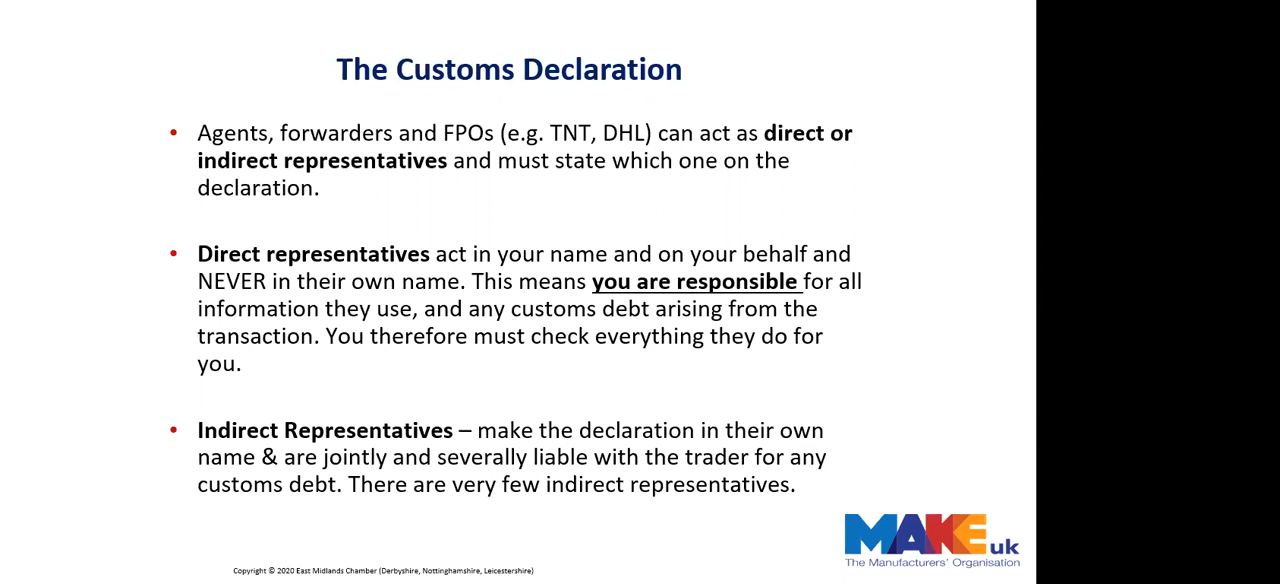 The Customs Declaration
• Agents, forwarders and FPOs (e.g. TNT, DHL) can act as direct or
indirect representatives and must state which one on the
declaration.
• Direct representatives act in your name and on your behalf and
NEVER in their own name. This means you are responsible for all
information they use, and any customs debt arising from the
transaction. You therefore must check everything they do for
you.
• Indirect Representatives – make the declaration in their own
name & are jointly and severally liable with the trader for any
customs debt. There are very few indirect representatives.
MAKE uk
The Manufacturers' Organisation
Copyright © 2020 East Midlands Chamber (Derbyshire, Nottinghamshire, Leicestershire)